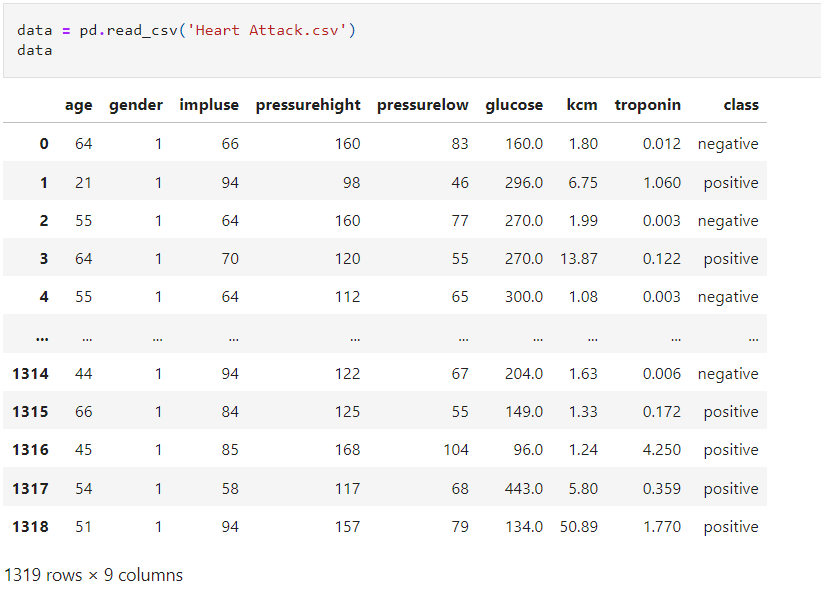 data = pd.read_csv('Heart Attack.csv')
data
age gender impluse pressurehight pressurelow glucose kcm troponin class
0 64 1 66 160 83 160.0 1.80 0.012 negative
1 21 1 94 98 46 296.0 6.75 1.060 positive
2 55 1 64 160 77 270.0 1.99 0.003 negative
3 64 1 70 120 55 270.0 13.87 0.122 positive
4 55 1 64 112 65 300.0 1.08 0.003 negative
... ... ... ... ... ... ... ... ... ...
1314 44 1 94 122 67 204.0 1.63 0.006 negative
1315 66 1 84 125 55 149.0 1.33 0.172 positive
1316 45 1 85 168 104 96.0 1.24 4.250 positive
1317 54 1 58 117 68 443.0 5.80 0.359 positive
1318 51 1 94 157 79 134.0 50.89 1.770 positive
1319 rows × 9 columns